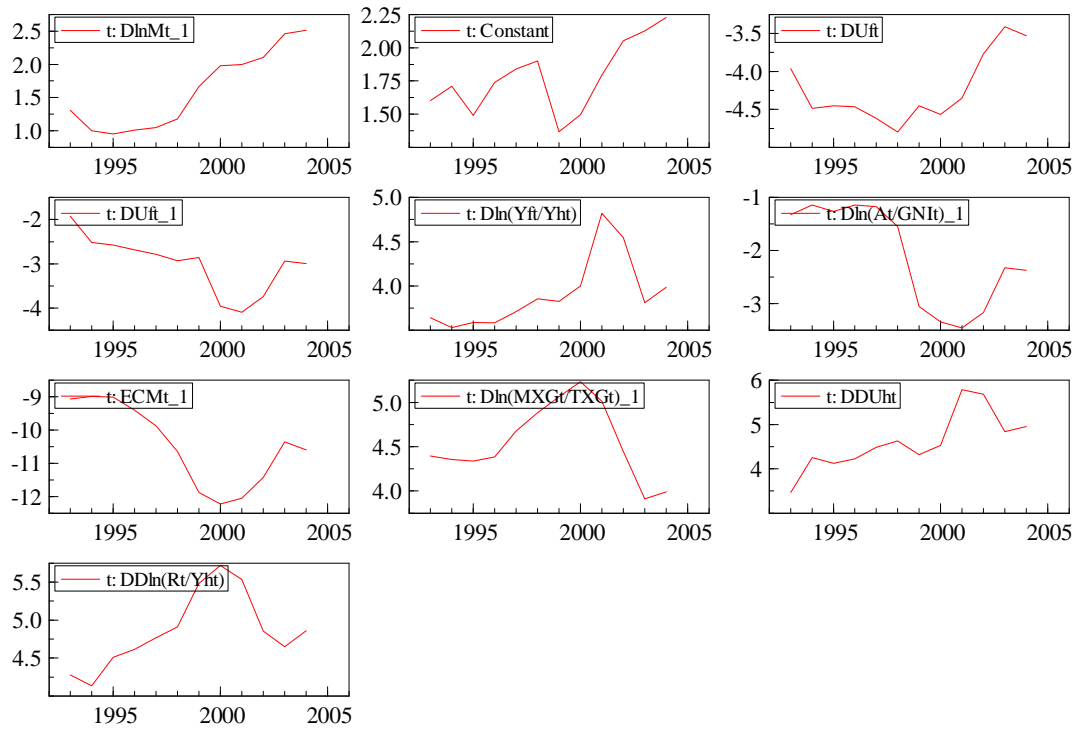 t: DlnMt_1
2.5
2.0
1.5
1.0
1995 2000 2005
t: Constant
2.25
2.00
1.75
1.50
1995 2000 2005
t: DUft
-3.5
-4.0
-4.5
1995 2000 2005
t: DUft_1
-2
-3
-4
1995 2000 2005
t: Dln(Yft/Yht)
5.0
4.5
4.0
1995 2000 2005
t: Dln(At/GNIt)_1
-1
-2
-3
1995 2000 2005
t: ECMt_1
-9
-10
-11
-12
1995 2000 2005
t: Dln(MXGt/TXGt)_1
5.0
4.5
4.0
1995 2000 2005
t: DDUht
6
5
4
1995 2000 2005
t: DDln(Rt/Yht)
5.5
5.0
4.5
1995 2000 2005